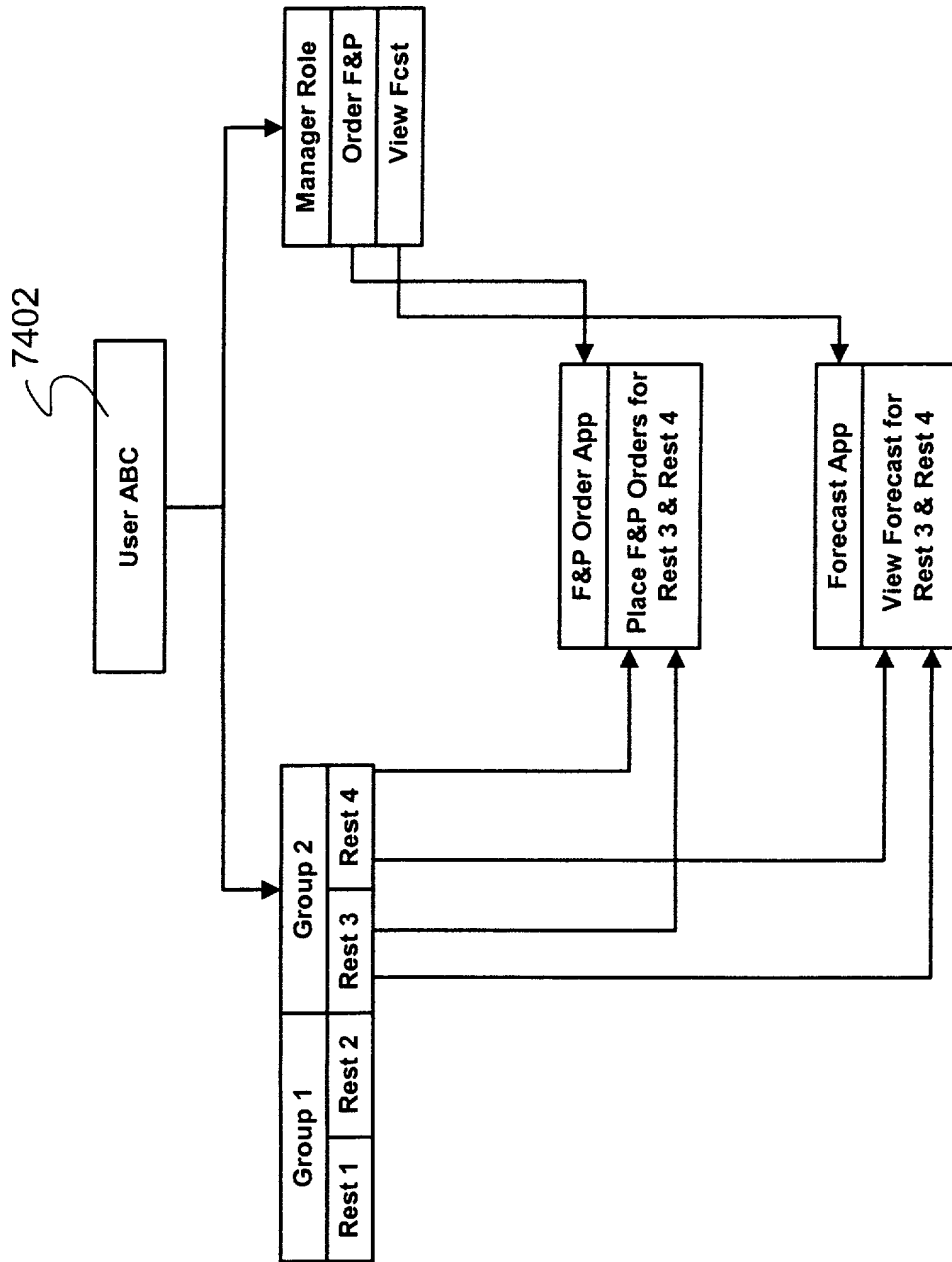 7402
User ABC
Group 1
Group 2
Rest 1
Rest 2
Rest 3
Rest 4
Manager Role
Order F&P
View Fcst
F&P Order App
Place F&P Orders for
Rest 3 & Rest 4
Forecast App
View Forecast for
Rest 3 & Rest 4